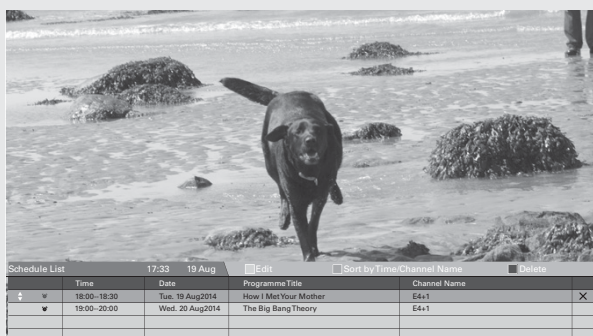 Schedule List 17:33 19 Aug Edit Sort by Time/Channel Name Delete
Time Date Programme Title Channel Name
18:00–18:30 Tue. 19 Aug2014 How I Met Your Mother E4+1
19:00–20:00 Wed. 20 Aug2014 The Big Bang Theory E4+1